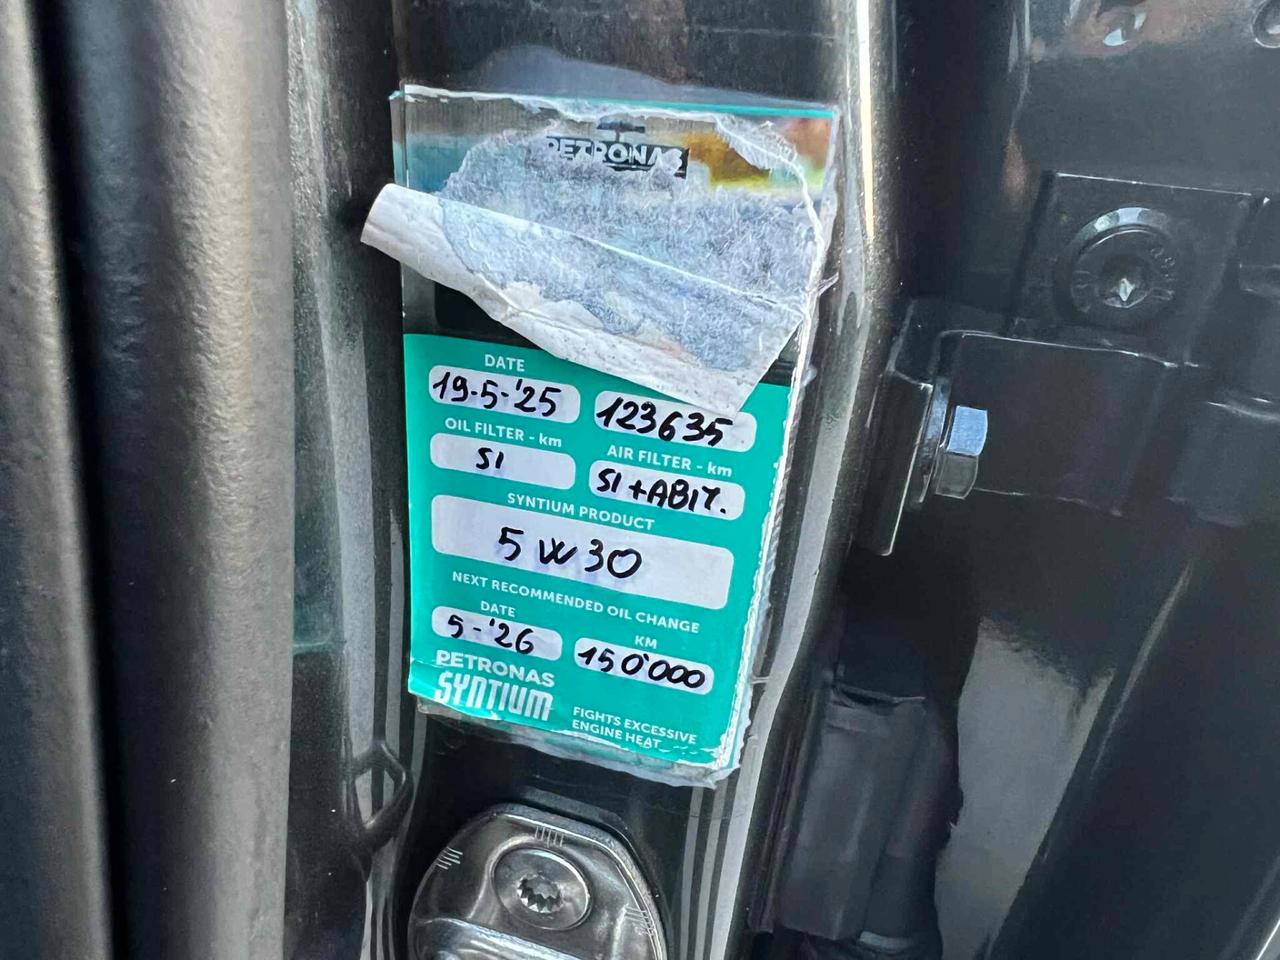 PETRONAS
DATE
19-5-'25 123635
OIL FILTER - km AIR FILTER - km
SI SI + ABIT.
SYNTIUM PRODUCT
5 W 30
NEXT RECOMMENDED OIL CHANGE
DATE KM
5-'26 150'000
PETRONAS
SYNTIUM
FIGHTS EXCESSIVE
ENGINE HEAT